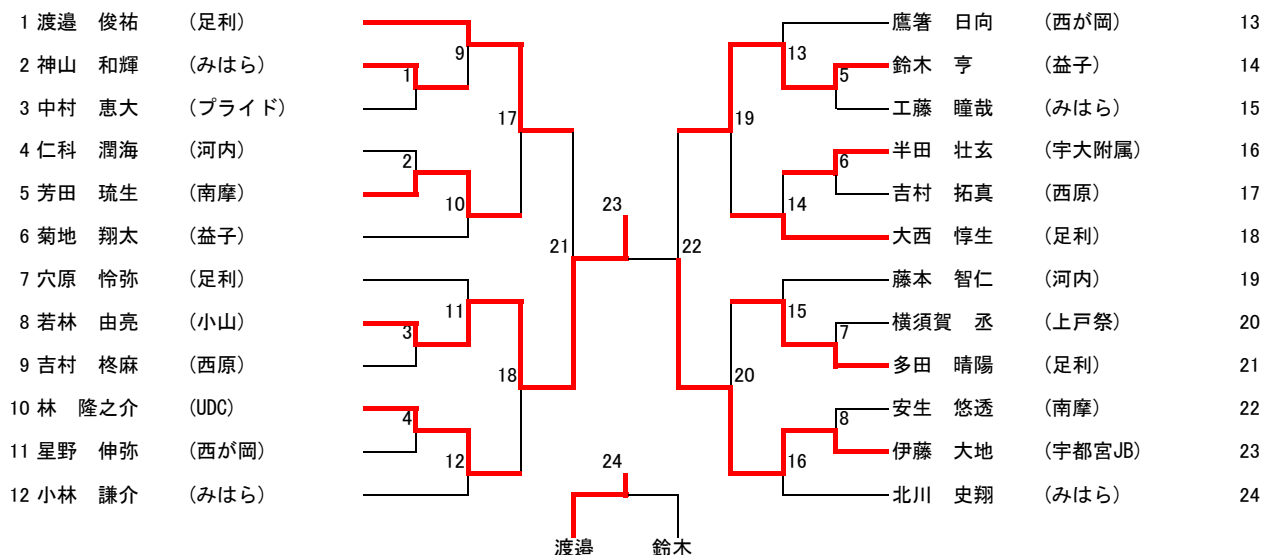 1 渡邉　俊祐 (足利)
2 神山　和輝 (みはら)
3 中村　恵大 (プライド)
4 仁科　潤海 (河内)
5 芳田　琉生 (南摩)
6 菊地　翔太 (益子)
7 穴原　怜弥 (足利)
8 若林　由亮 (小山)
9 吉村　柊麻 (西原)
10 林　隆之介 (UDC)
11 星野　伸弥 (西が岡)
12 小林　謙介 (みはら)
9
1
17
2
10
21
11
3
18
4
12
23
24
渡邉
鈴木
22
13
5
19
6
14
15
7
20
8
16
鷹箸　日向 (西が岡) 13
鈴木　亨 (益子) 14
工藤　瞳哉 (みはら) 15
半田　壮玄 (宇大附属) 16
吉村　拓真 (西原) 17
大西　惇生 (足利) 18
藤本　智仁 (河内) 19
横須賀　丞 (上戸祭) 20
多田　晴陽 (足利) 21
安生　悠透 (南摩) 22
伊藤　大地 (宇都宮JB) 23
北川　史翔 (みはら) 24